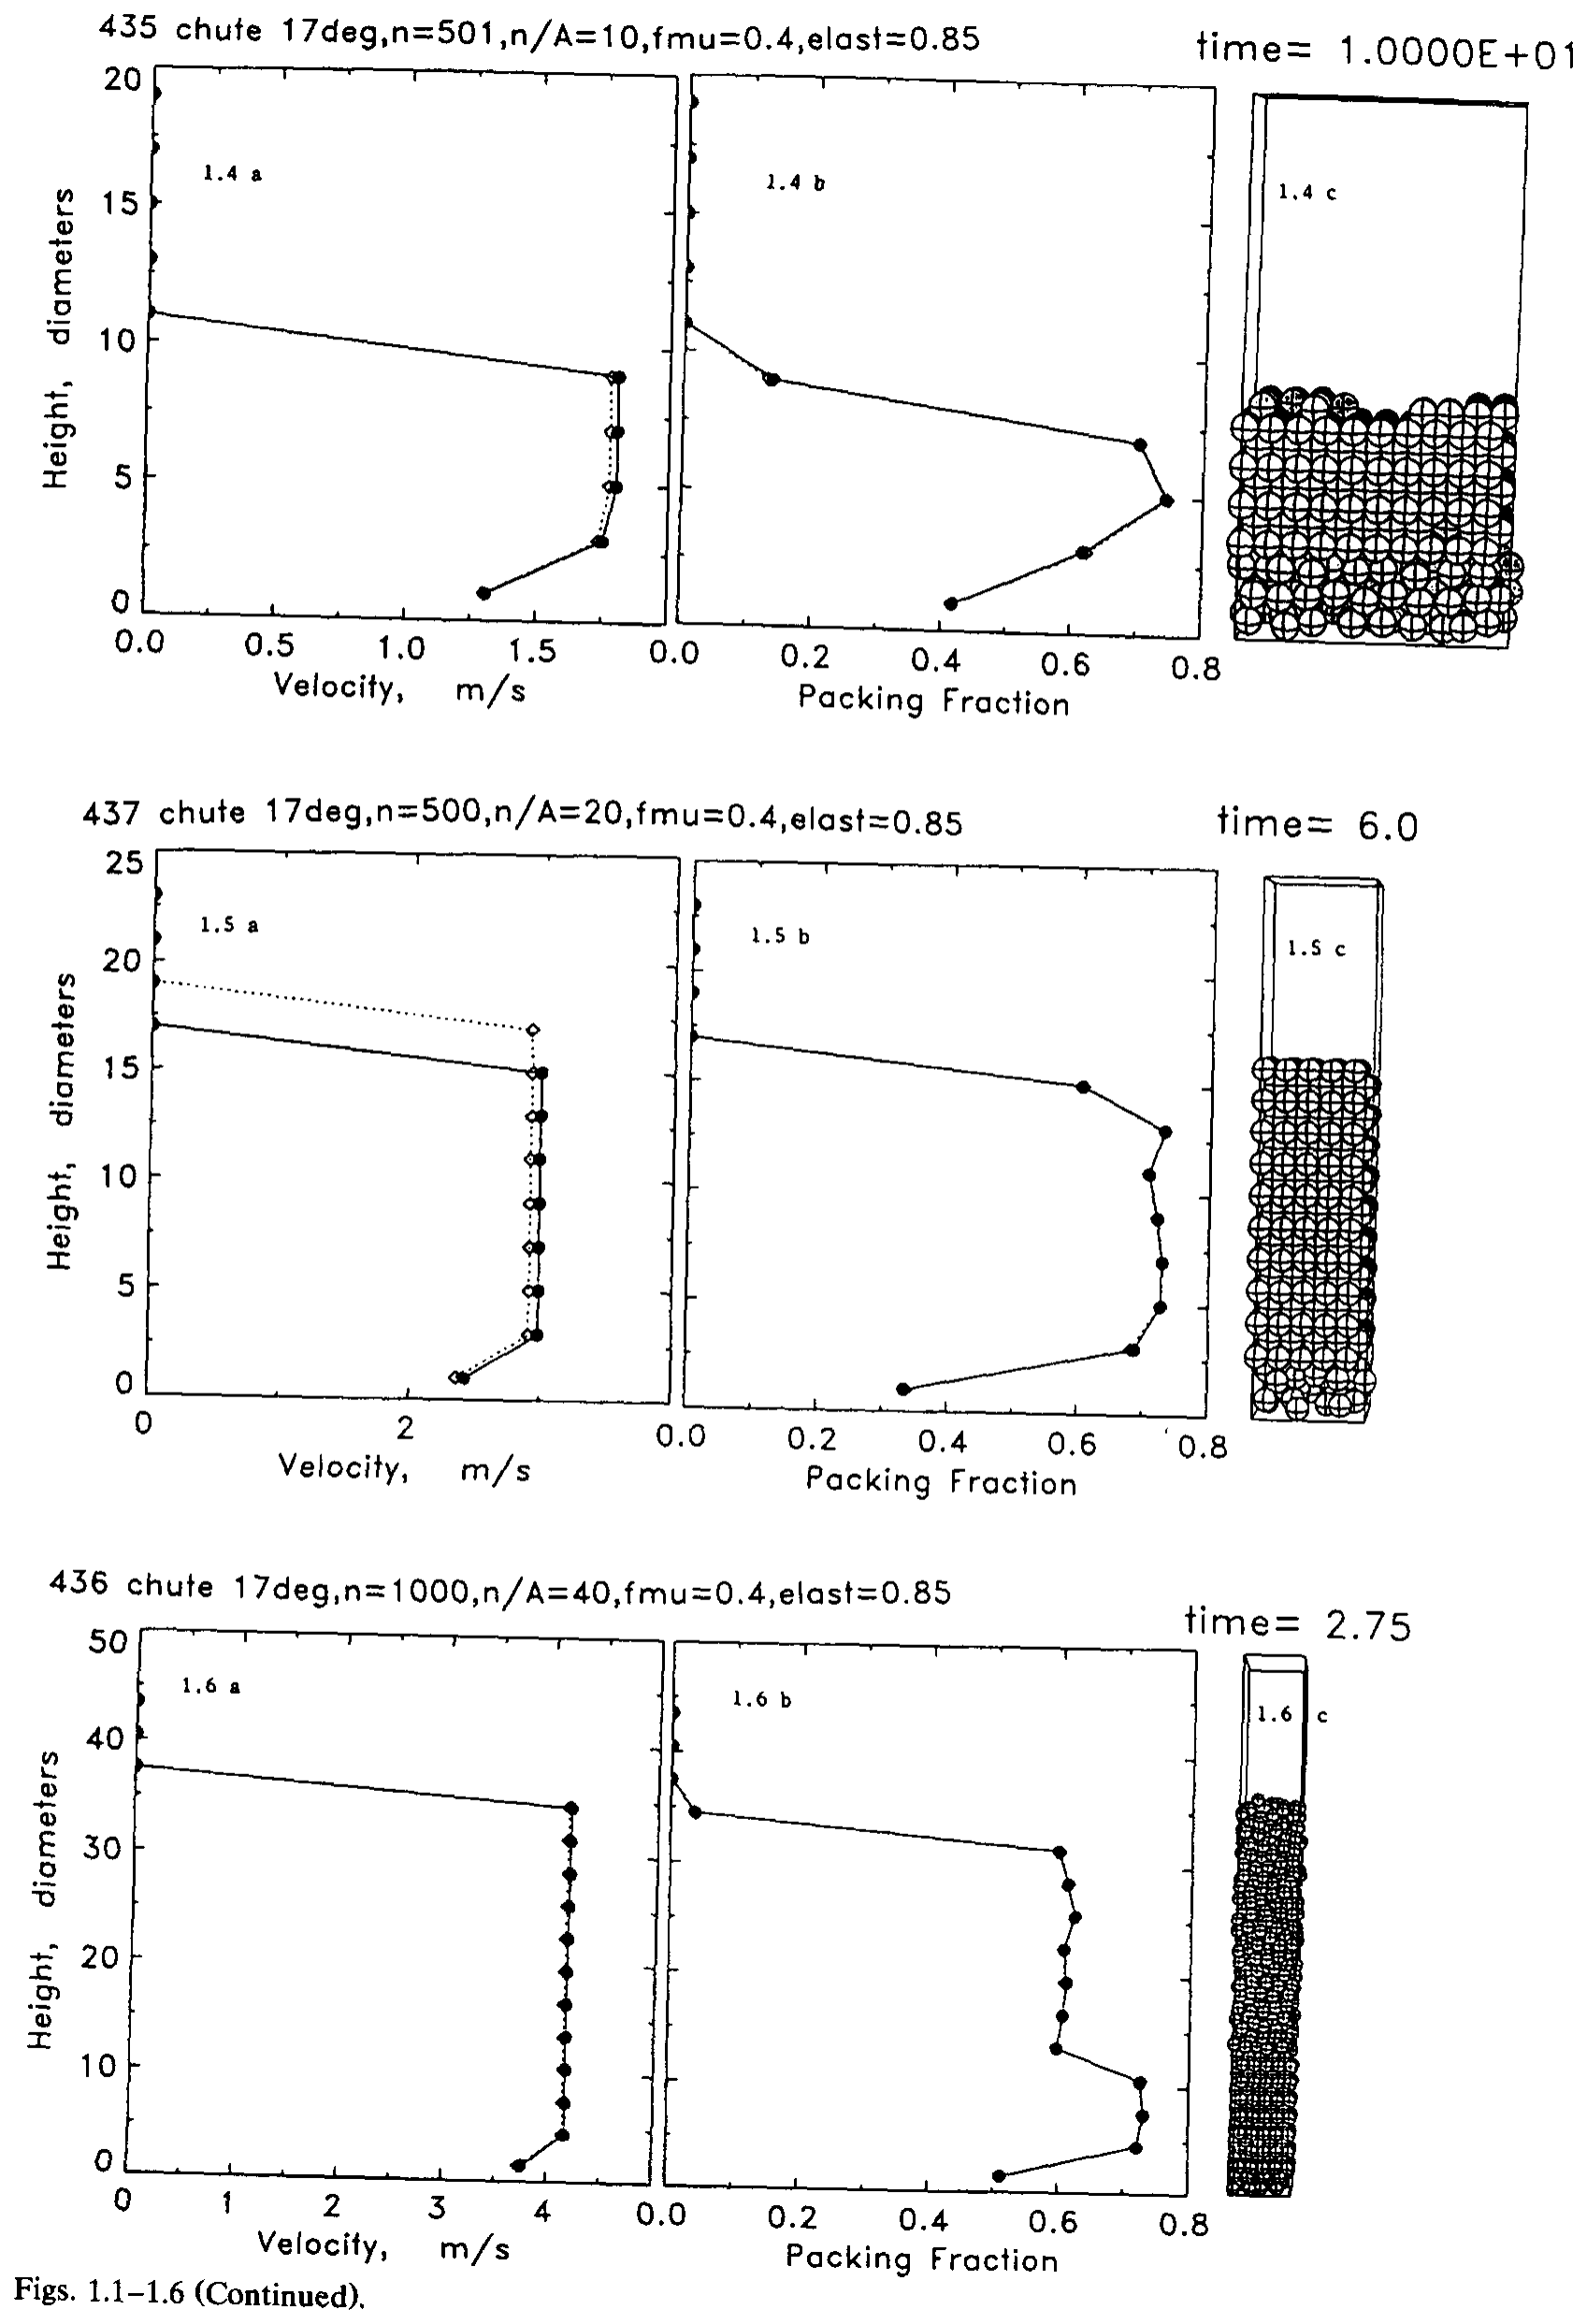 435 chute 17deg,n=501,n/A=10,fmu=0.4,elast=0.85
time= 1.0000E+01
20
15
10
5
0
Height, diameters
1.4 a
1.4 b
1.4 c
0.0 0.5 1.0 1.5
Velocity, m/s
0.0 0.2 0.4 0.6 0.8
Packing Fraction
437 chute 17deg,n=500,n/A=20,fmu=0.4,elast=0.85
time= 6.0
25
20
15
10
5
0
Height, diameters
1.5 a
1.5 b
1.5 c
0 2
Velocity, m/s
0.0 0.2 0.4 0.6 0.8
Packing Fraction
436 chute 17deg,n=1000,n/A=40,fmu=0.4,elast=0.85
time= 2.75
50
40
30
20
10
0
Height, diameters
1.6 a
1.6 b
1.6 c
0 1 2 3 4
Velocity, m/s
0.0 0.2 0.4 0.6 0.8
Packing Fraction
Figs. 1.1–1.6 (Continued).